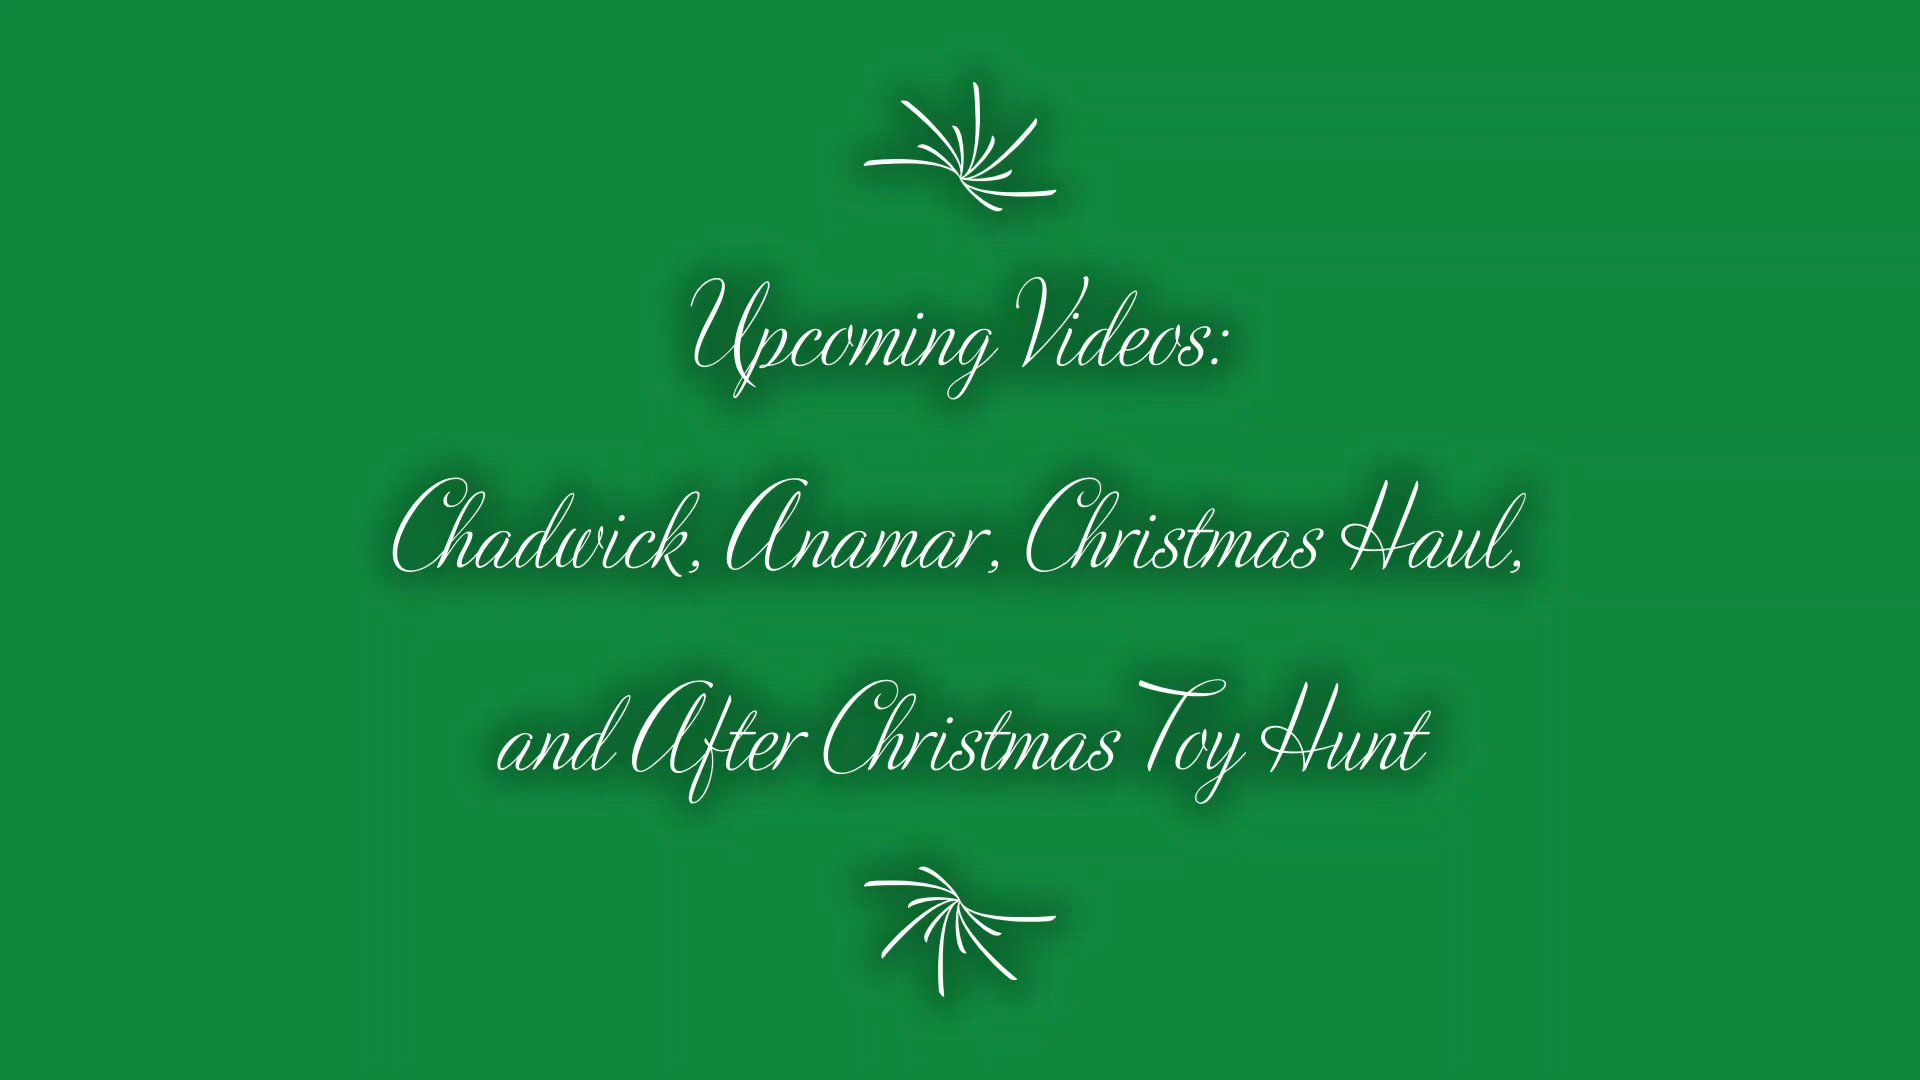 Upcoming Videos:
Chadwick, Anamar, Christmas Haul,
and After Christmas Toy Hunt